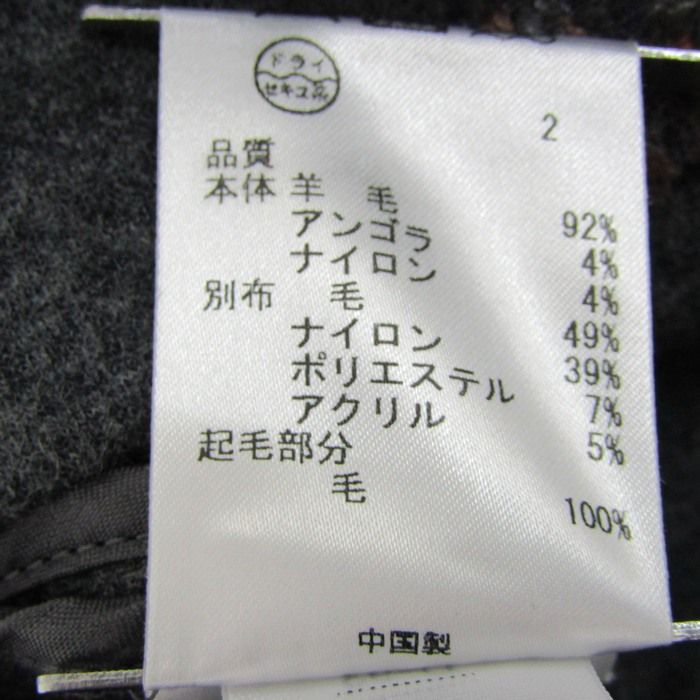 ドライ
セキユ系
2
品質
本体 羊 毛 92%
アンゴラ 4%
ナイロン 4%
別布 毛 49%
ナイロン 39%
ポリエステル 7%
アクリル 5%
起毛部分
毛 100%
中国製